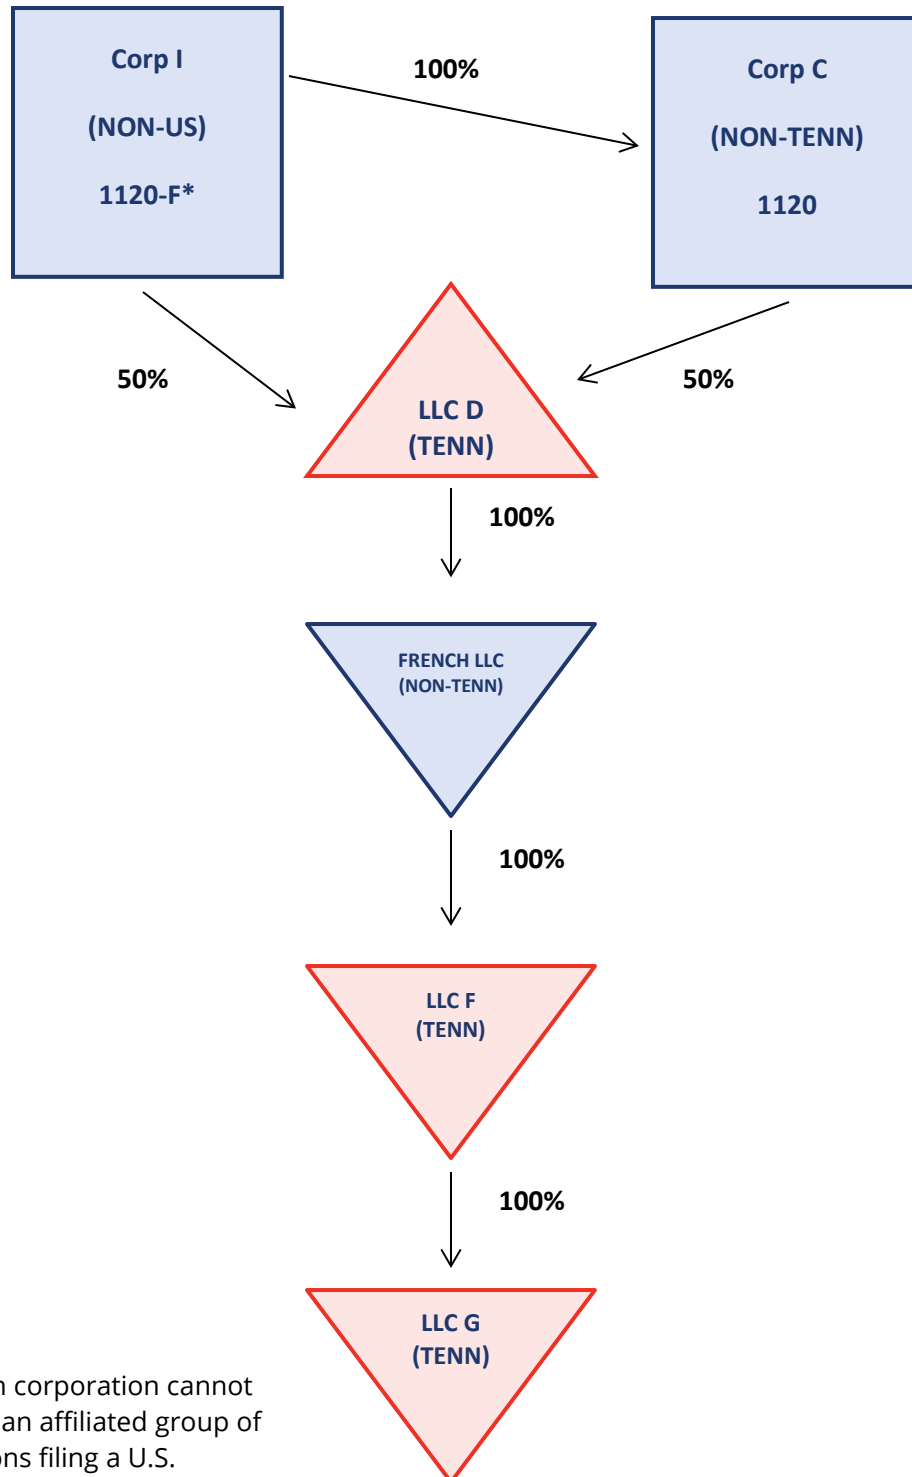 Corp I
(NON-US)
1120-F*
100%
Corp C
(NON-TENN)
1120
50%
50%
LLC D
(TENN)
100%
FRENCH LLC
(NON-TENN)
100%
LLC F
(TENN)
100%
LLC G
(TENN)
corporation cannot
an affiliated group of
filing a U.S.